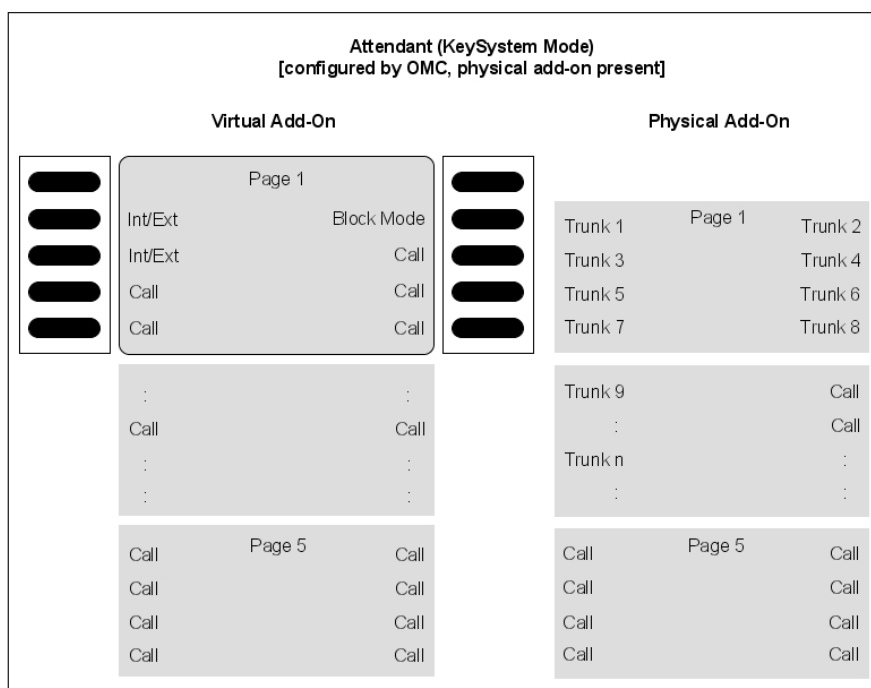 Attendant (KeySystem Mode)
[configured by OMC, physical add-on present]
Virtual Add-On
Physical Add-On
Page 1
Int/Ext Block Mode
Int/Ext Call
Call Call
Call Call
: :
Call Call
: :
: :
Page 5
Call Call
Call Call
Call Call
Call Call
Page 1
Trunk 1 Trunk 2
Trunk 3 Trunk 4
Trunk 5 Trunk 6
Trunk 7 Trunk 8
Trunk 9 Call
: Call
Trunk n :
: :
Page 5
Call Call
Call Call
Call Call
Call Call